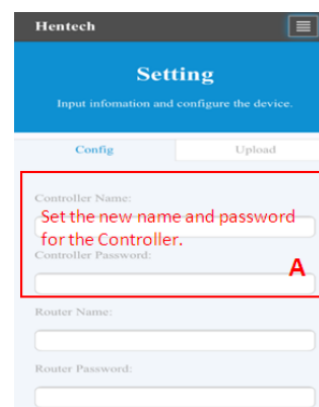 Hentech
Setting
Input infomation and configure the device.
Config Upload
Controller Name:
Set the new name and password
for the Controller.
Controller Password:
A
Router Name:
Router Password: